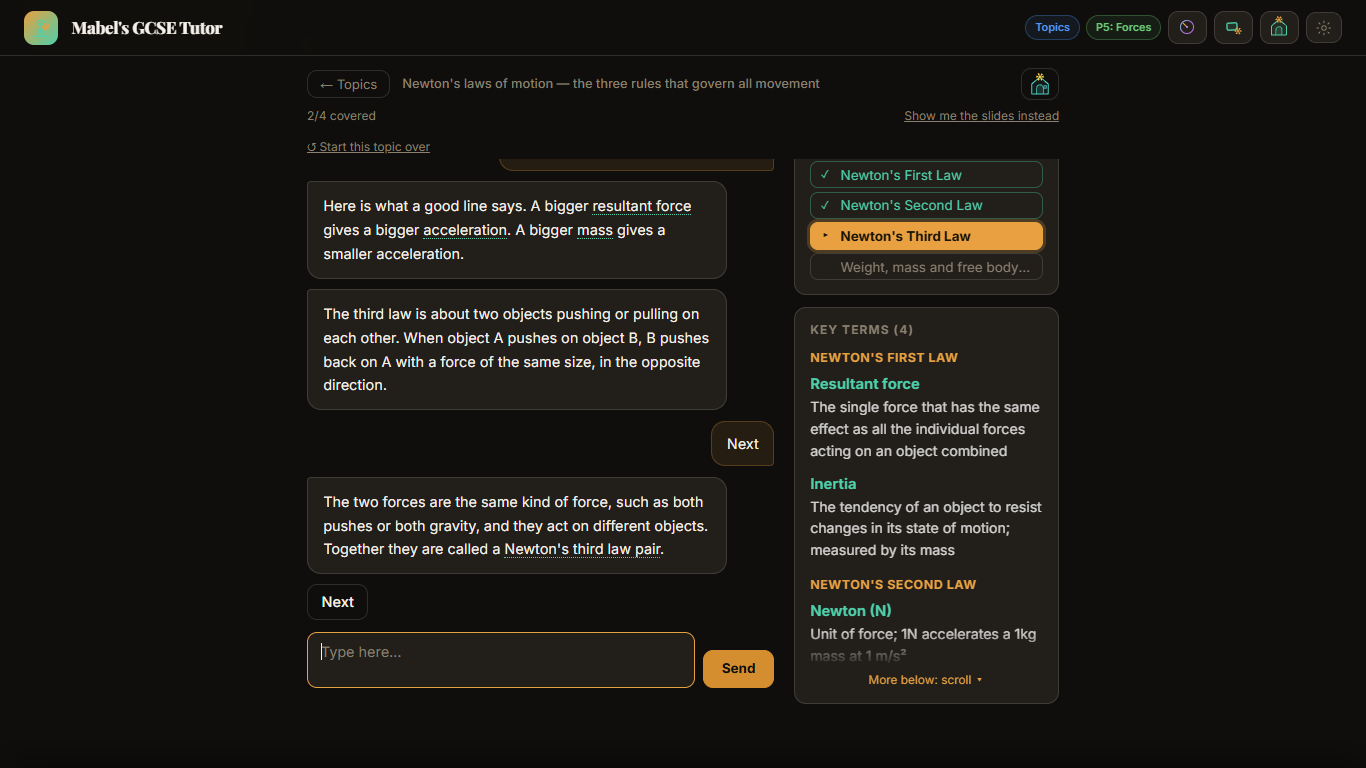 Mabel's GCSE Tutor
Topics
P5: Forces
← Topics
Newton's laws of motion — the three rules that govern all movement
2/4 covered
Show me the slides instead
↺ Start this topic over
Here is what a good line says. A bigger resultant force
gives a bigger acceleration. A bigger mass gives a
smaller acceleration.
The third law is about two objects pushing or pulling on
each other. When object A pushes on object B, B pushes
back on A with a force of the same size, in the opposite
direction.
Next
The two forces are the same kind of force, such as both
pushes or both gravity, and they act on different objects.
Together they are called a Newton's third law pair.
Next
Type here...
Send
✓ Newton's First Law
✓ Newton's Second Law
▸ Newton's Third Law
Weight, mass and free body...
KEY TERMS (4)
NEWTON'S FIRST LAW
Resultant force
The single force that has the same
effect as all the individual forces
acting on an object combined
Inertia
The tendency of an object to resist
changes in its state of motion;
measured by its mass
NEWTON'S SECOND LAW
Newton (N)
Unit of force; 1N accelerates a 1kg
mass at 1 m/s²
More below: scroll ▾